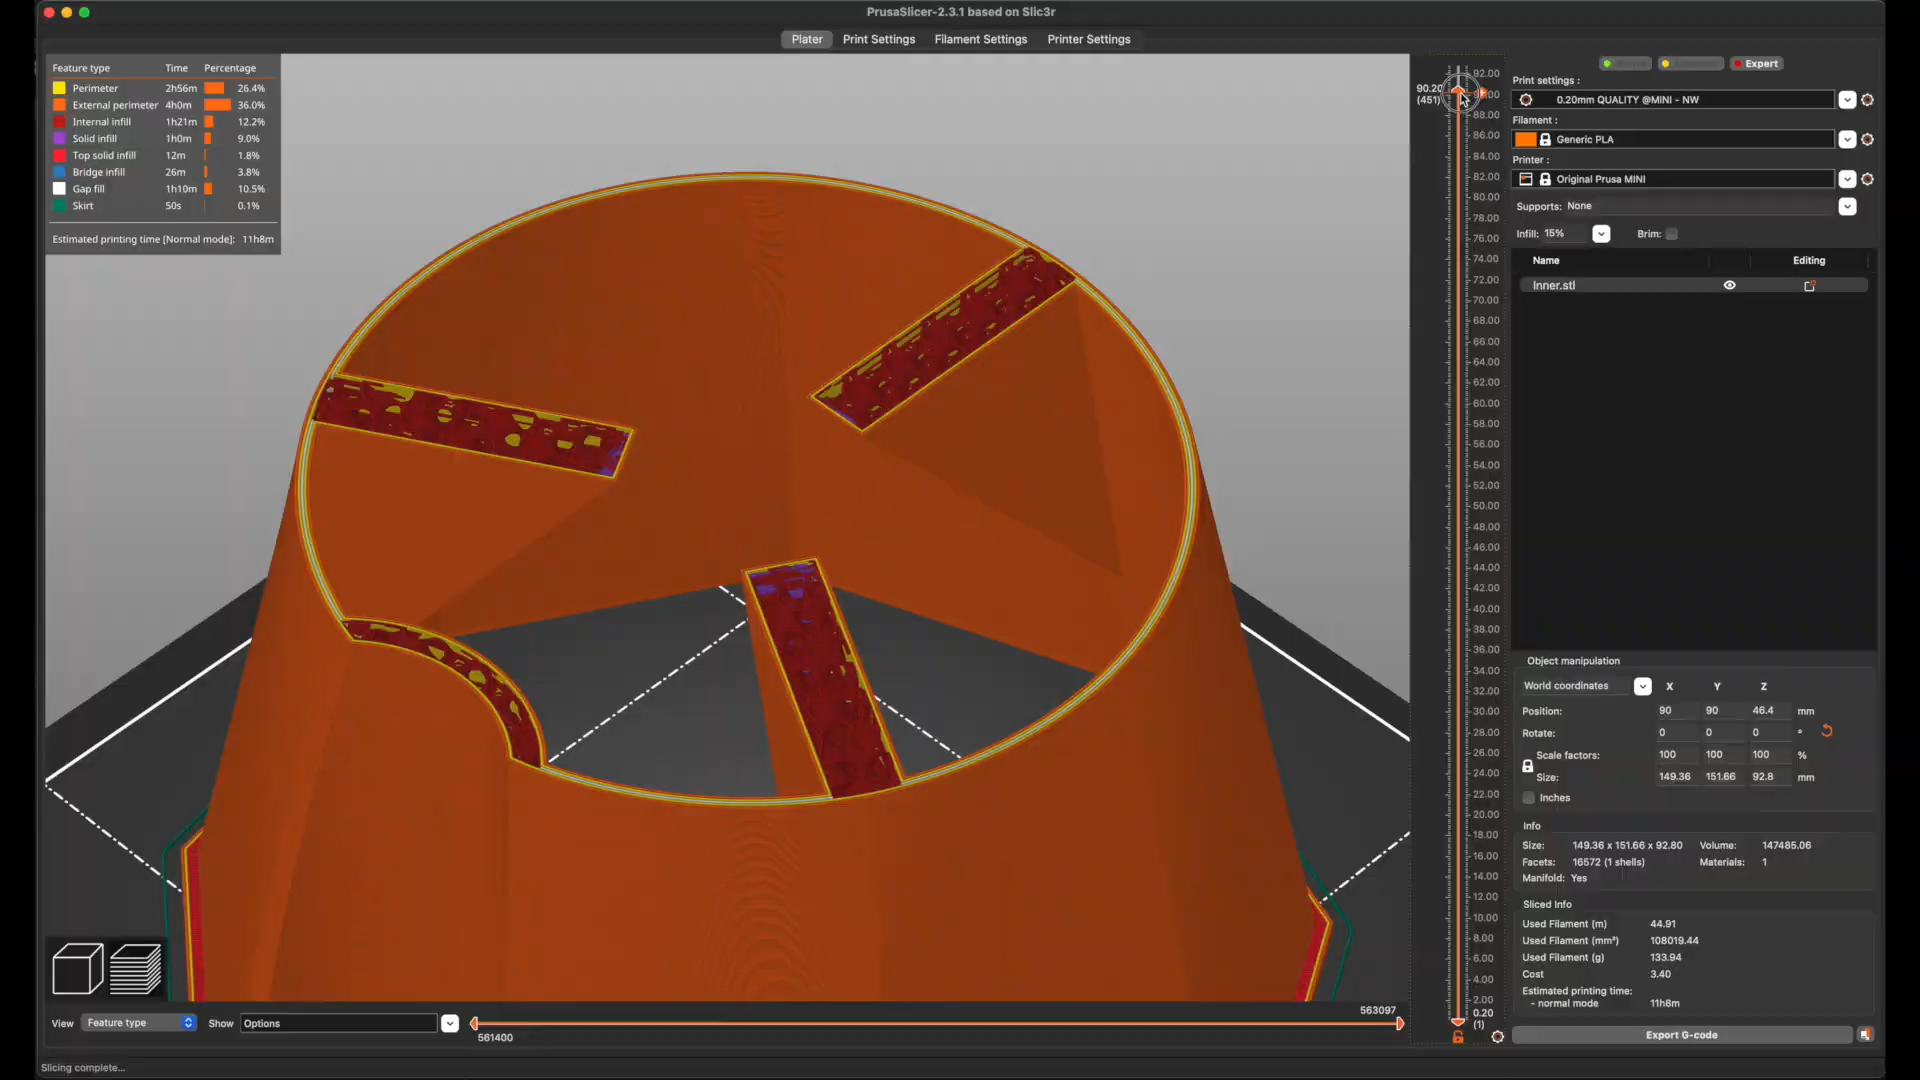 PrusaSlicer-2.3.1 based on Slic3r
Plater Print Settings Filament Settings Printer Settings
Feature type Time Percentage
Perimeter 2h56m 26.4%
External perimeter 4h0m 36.0%
Internal infill 1h21m 12.2%
Solid infill 1h0m 9.0%
Top solid infill 12m 1.8%
Bridge infill 26m 3.8%
Gap fill 1h10m 10.5%
Skirt 50s 0.1%
Estimated printing time [Normal mode]: 11h8m
90.20
(451)
92.00
88.00
86.00
84.00
82.00
80.00
78.00
76.00
74.00
72.00
70.00
68.00
66.00
64.00
62.00
60.00
58.00
56.00
54.00
52.00
50.00
48.00
46.00
44.00
42.00
40.00
38.00
36.00
34.00
32.00
30.00
28.00
26.00
24.00
22.00
20.00
18.00
16.00
14.00
12.00
10.00
8.00
6.00
4.00
2.00
0.20
(1)
Expert
Print settings :
0.20mm QUALITY @MINI - NW
Filament :
Generic PLA
Printer :
Original Prusa MINI
Supports: None
Infill: 15% Brim:
Name Editing
Inner.stl
Object manipulation
World coordinates X Y Z
Position: 90 90 46.4 mm
Rotate: 0 0 0 °
Scale factors: 100 100 100 %
Size: 149.36 151.66 92.8 mm
Inches
Info
Size: 149.36 x 151.66 x 92.80 Volume: 147485.06
Facets: 16572 (1 shells) Materials: 1
Manifold: Yes
Sliced Info
Used Filament (m) 44.91
Used Filament (mm³) 108019.44
Used Filament (g) 133.94
Cost 3.40
Estimated printing time:
- normal mode 11h8m
Export G-code
View Feature type Show Options
563097
561400
Slicing complete...